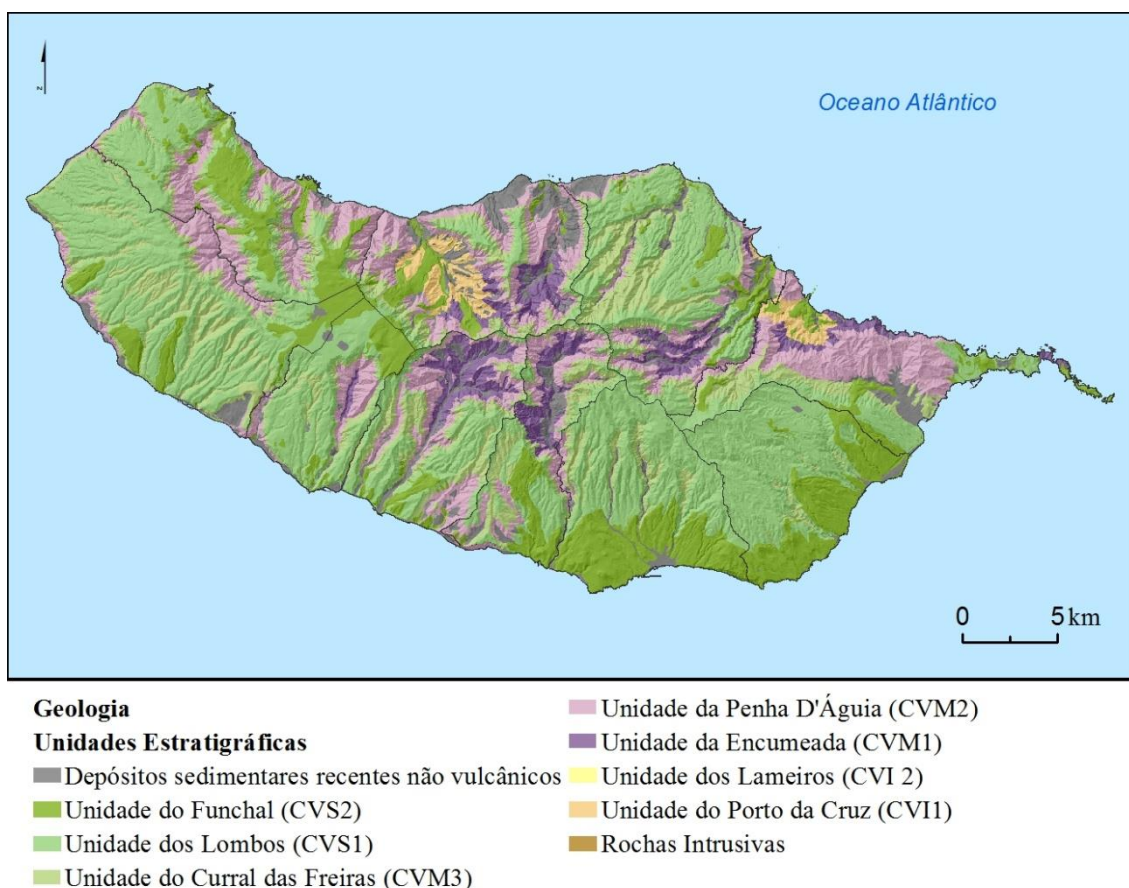 z
Oceano Atlântico
0 5 km
Geologia
Unidades Estratigráficas
Depósitos sedimentares recentes não vulcânicos
Unidade do Funchal (CVS2)
Unidade dos Lombos (CVS1)
Unidade do Curral das Freiras (CVM3)
Unidade da Penha D'Águia (CVM2)
Unidade da Encumeada (CVM1)
Unidade dos Lameiros (CVI 2)
Unidade do Porto da Cruz (CVI1)
Rochas Intrusivas